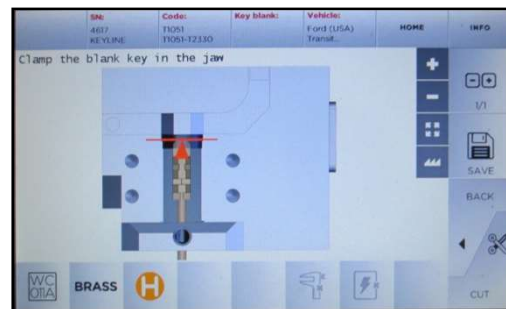 SN:
4617
KEYLINE
Code:
T1051
T1051-T2330
Key blank:
Vehicle:
Ford (USA)
Transit...
HOME
INFO
Clamp the blank key in the jaw
1/1
SAVE
BACK
WC
011A
BRASS
H
CUT